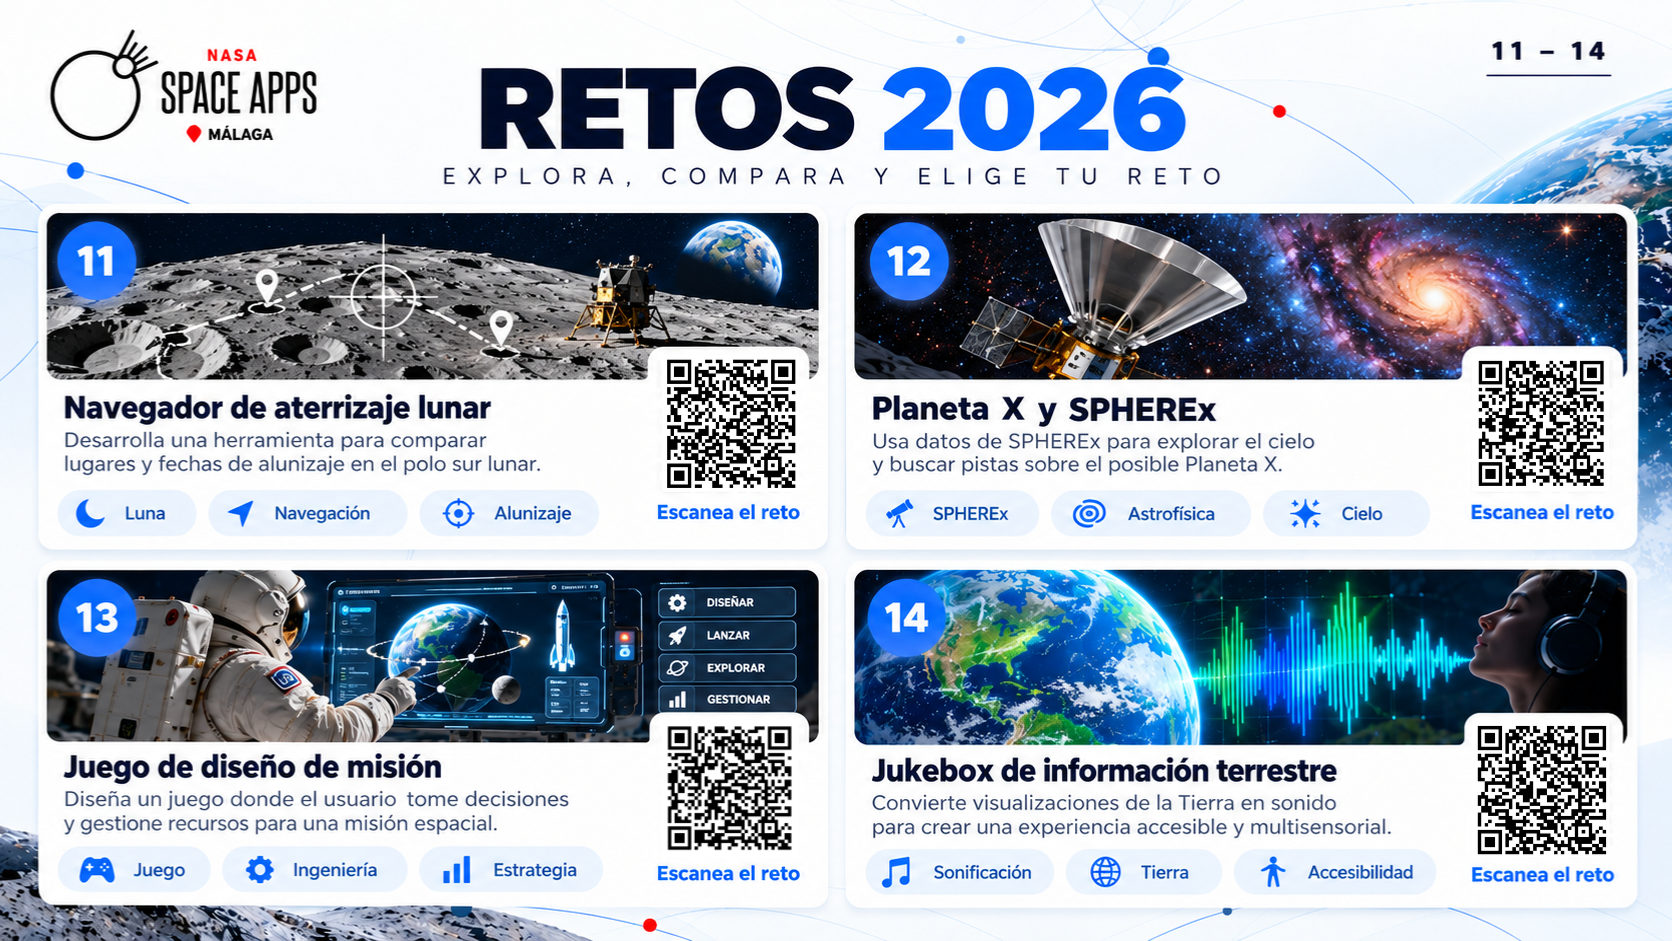 NASA
SPACE APPS
MÁLAGA
RETOS 2026
EXPLORA, COMPARA Y ELIGE TU RETO
11 – 14
11
Navegador de aterrizaje lunar
Desarrolla una herramienta para comparar
lugares y fechas de alunizaje en el polo sur lunar.
Luna
Navegación
Alunizaje
Escanea el reto
12
Planeta X y SPHEREx
Usa datos de SPHEREx para explorar el cielo
y buscar pistas sobre el posible Planeta X.
SPHEREx
Astrofísica
Cielo
Escanea el reto
13
DISEÑAR
LANZAR
EXPLORAR
GESTIONAR
Juego de diseño de misión
Diseña un juego donde el usuario tome decisiones
y gestione recursos para una misión espacial.
Juego
Ingeniería
Estrategia
Escanea el reto
14
Jukebox de información terrestre
Convierte visualizaciones de la Tierra en sonido
para crear una experiencia accesible y multisensorial.
Sonificación
Tierra
Accesibilidad
Escanea el reto